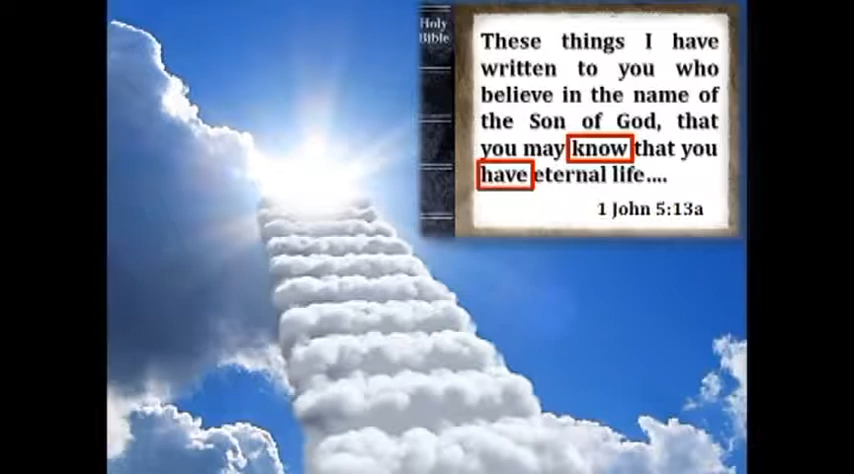 Holy
Bible
These things I have
written to you who
believe in the name of
the Son of God, that
you may know that you
have eternal life....
1 John 5:13a